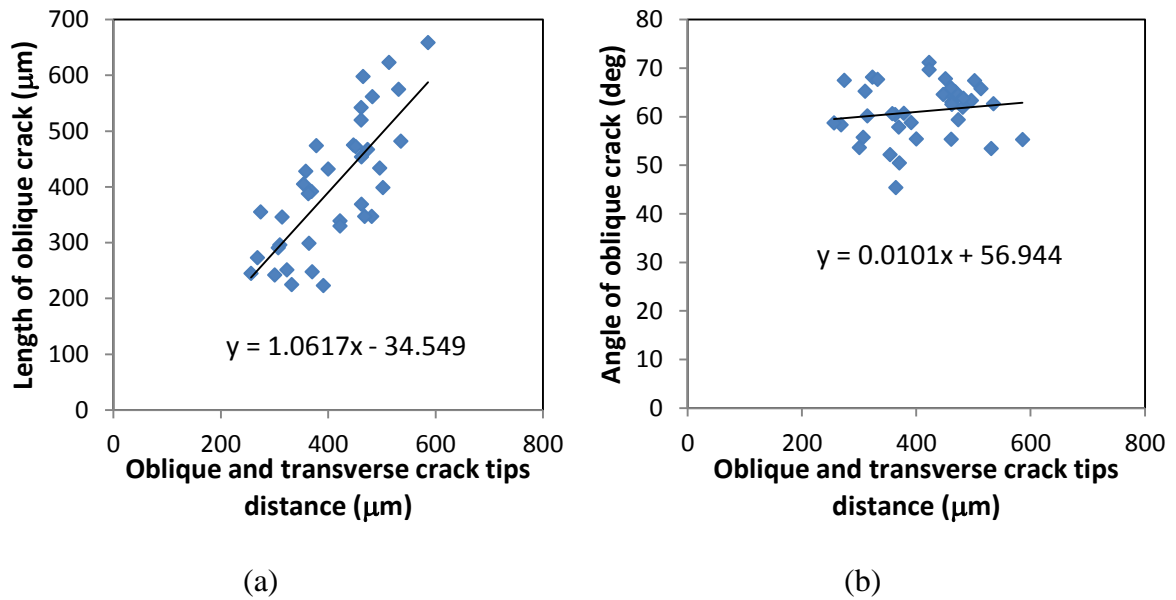 Length of oblique crack (μm)
700
600
500
400
300
200
100
0
y = 1.0617x - 34.549
0 200 400 600 800
Oblique and transverse crack tips
distance (μm)
(a)
Angle of oblique crack (deg)
80
70
60
50
40
30
20
10
0
y = 0.0101x + 56.944
0 200 400 600 800
Oblique and transverse crack tips
distance (μm)
(b)